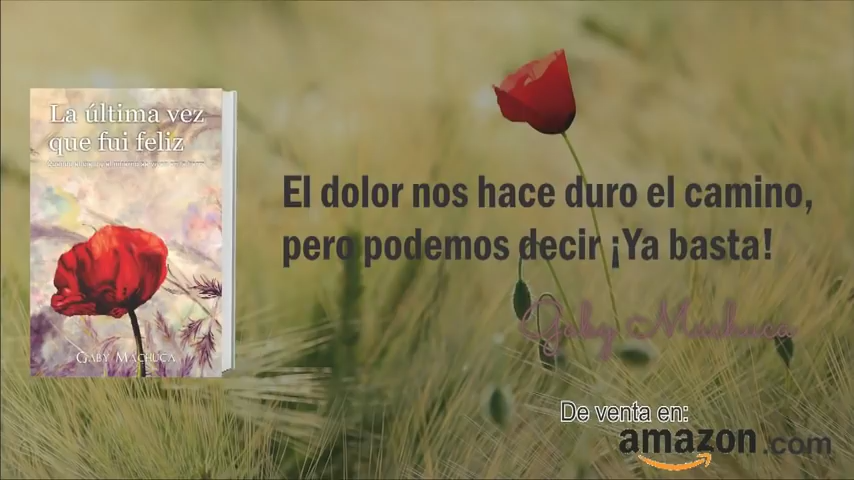 La última vez
que fui feliz
GABY MACHUCA
El dolor nos hace duro el camino,
pero podemos decir ¡Ya basta!
Gaby Machuca
De venta en:
amazon.com